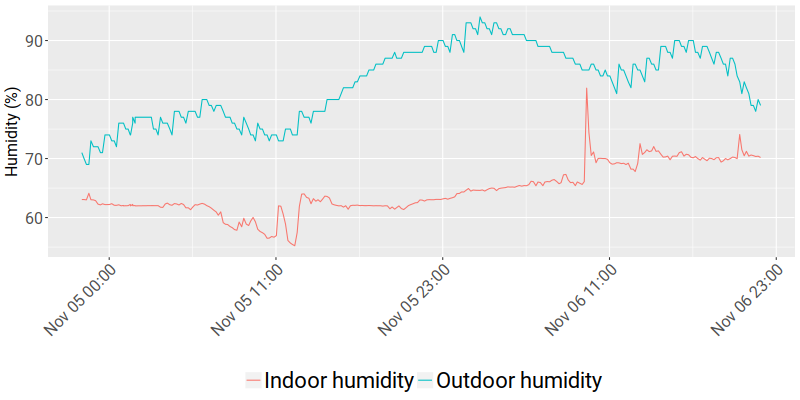 Humidity (%)
90
80
70
60
Nov 05 00:00
Nov 05 11:00
Nov 05 23:00
Nov 06 11:00
Nov 06 23:00
Indoor humidity
Outdoor humidity